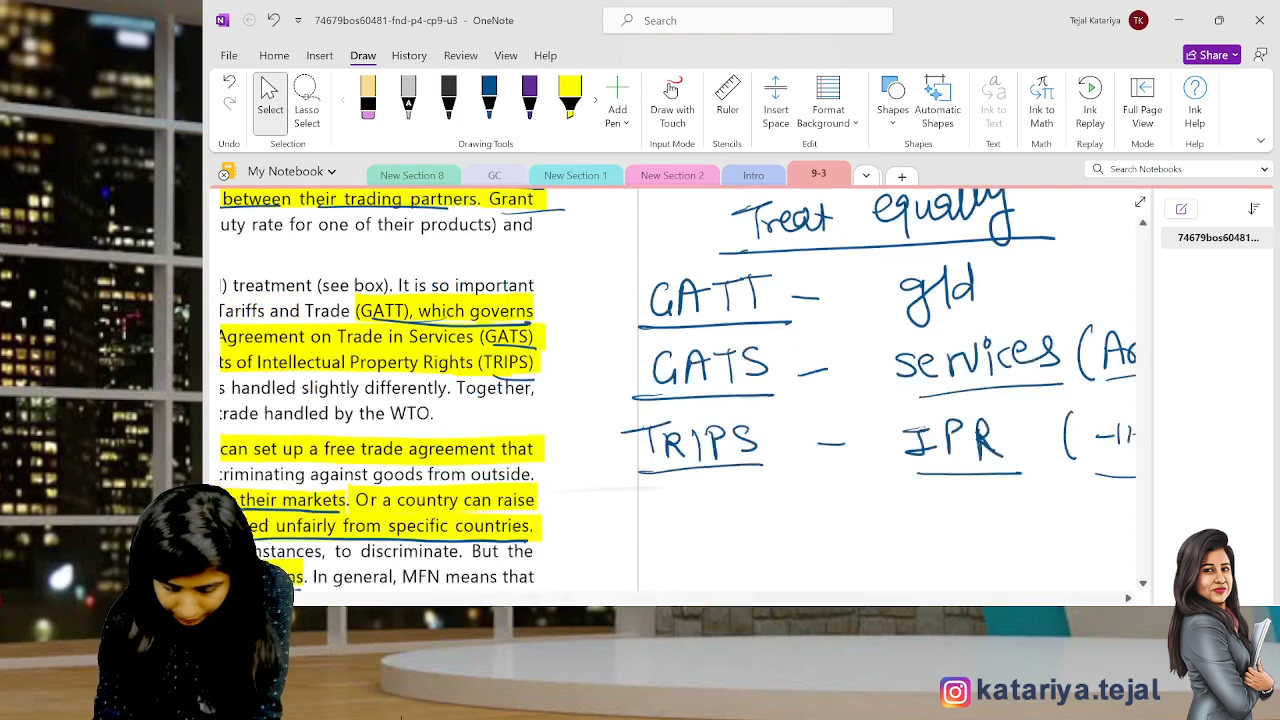 74679bos60481-fnd-p4-cp9-u3 - OneNote
Search
Tejal Katariya
TK
File Home Insert Draw History Review View Help
Share
Undo
Select
Lasso Select
Add Pen
Draw with Touch
Ruler
Insert Space
Format Background
Shapes
Automatic Shapes
Ink to Text
Ink to Math
Ink Replay
Full Page View
Ink Help
Undo Selection Drawing Tools Input Mode Stencils Edit Shapes Math Replay View Help
My Notebook
New Section 8
GC
New Section 1
New Section 2
Intro
9-3
Search Notebooks
74679bos60481...
between their trading partners. Grant
uty rate for one of their products) and
) treatment (see box). It is so important
Tariffs and Trade (GATT), which governs
Agreement on Trade in Services (GATS)
ts of Intellectual Property Rights (TRIPS)
s handled slightly differently. Together,
trade handled by the WTO.
can set up a free trade agreement that
criminating against goods from outside.
their markets. Or a country can raise
ed unfairly from specific countries.
nstances, to discriminate. But the
ns. In general, MFN means that
Treat equally
GATT - g/d
GATS - services (
TRIPS - IPR (
katariya.tejal